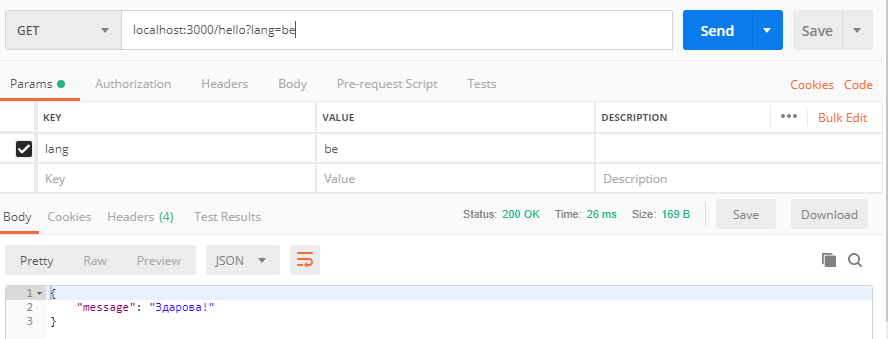 GET localhost:3000/hello?lang=be Send Save
Params Authorization Headers Body Pre-request Script Tests Cookies Code
KEY VALUE DESCRIPTION ••• Bulk Edit
lang be
Key Value Description
Body Cookies Headers (4) Test Results Status: 200 OK Time: 26 ms Size: 169 B Save Download
Pretty Raw Preview JSON
1 {
2 "message": "Здарова!"
3 }